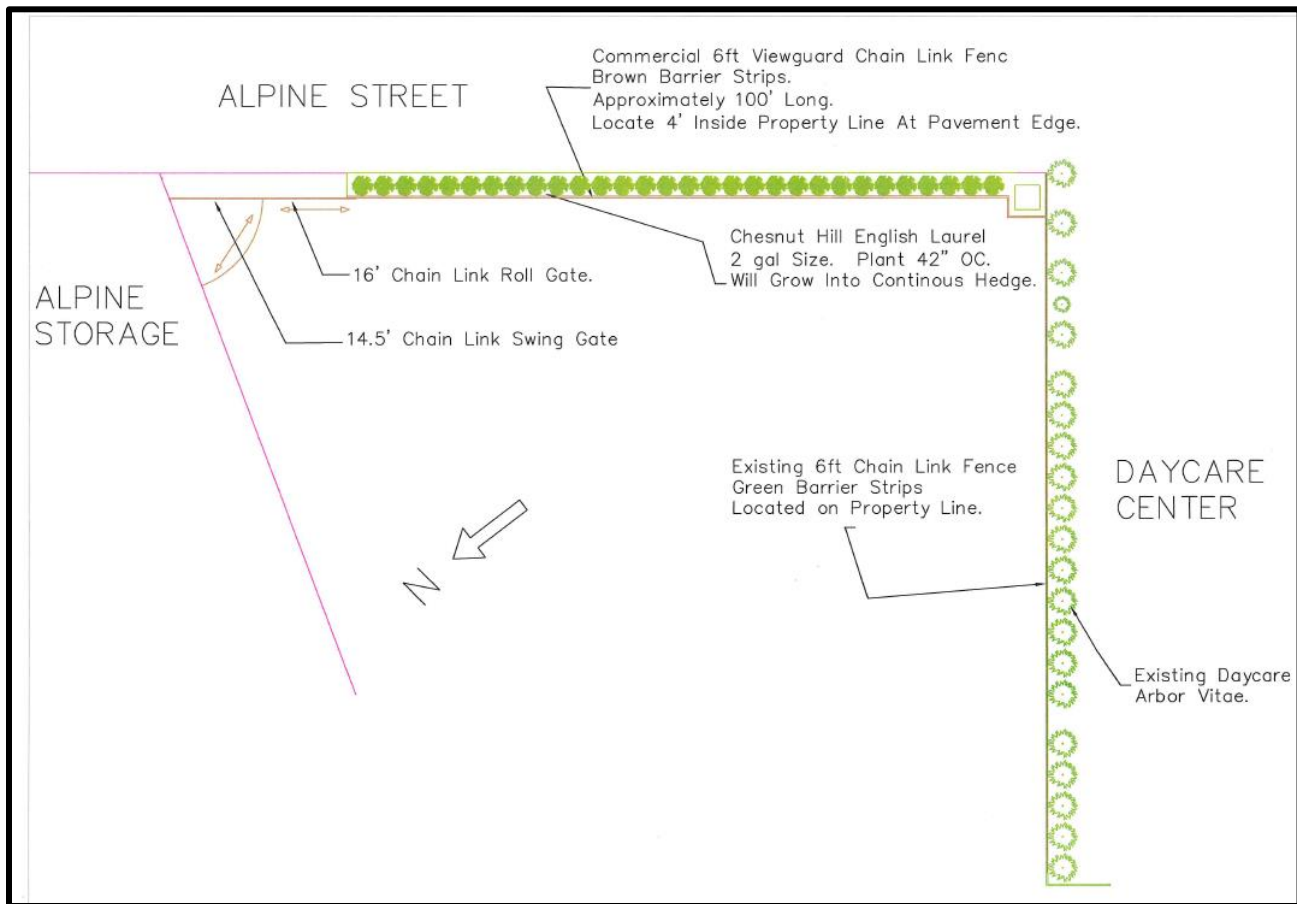 ALPINE STREET
Commercial 6ft Viewguard Chain Link Fenc
Brown Barrier Strips.
Approximately 100' Long.
Locate 4' Inside Property Line At Pavement Edge.
Chesnut Hill English Laurel
2 gal Size. Plant 42" OC.
Will Grow Into Continous Hedge.
16' Chain Link Roll Gate.
ALPINE
STORAGE
14.5' Chain Link Swing Gate
Existing 6ft Chain Link Fence
Green Barrier Strips
Located on Property Line.
DAYCARE
CENTER
N
Existing Daycare
Arbor Vitae.